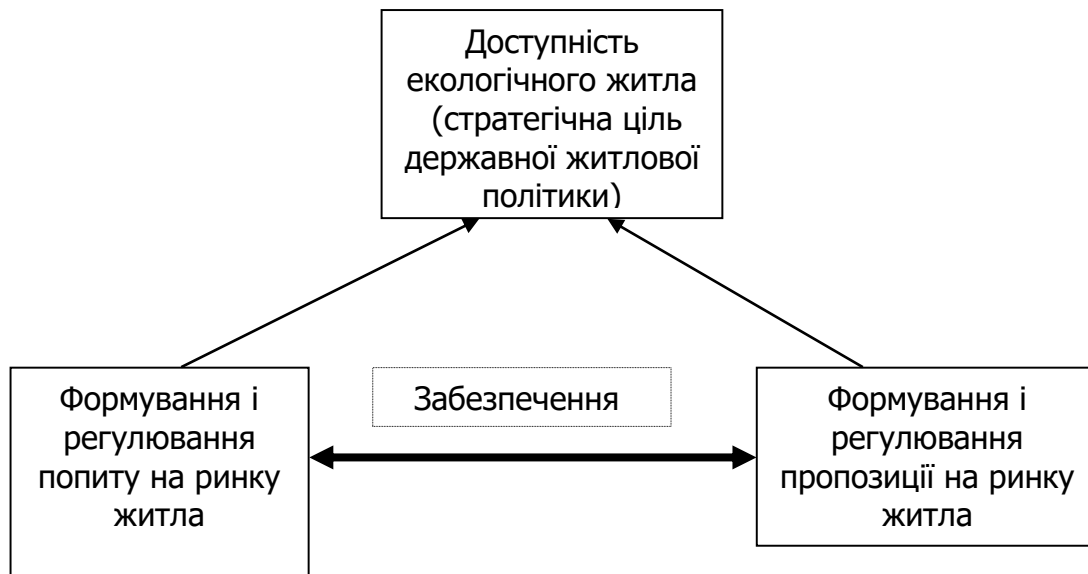 Доступність
екологічного житла
(стратегічна ціль
державної житлової
політики)
Формування і
регулювання
попиту на ринку
житла
Забезпечення
Формування і
регулювання
пропозиції на ринку
житла